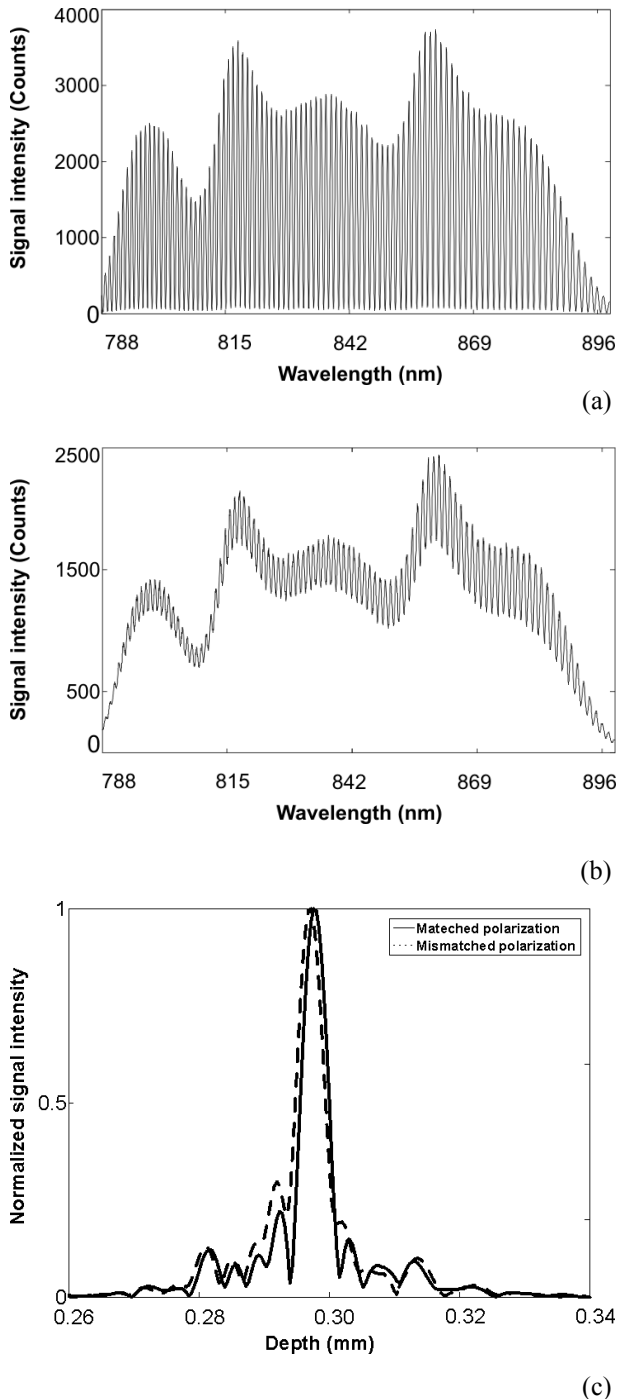 4000
3000
2000
1000
0
Signal intensity (Counts)
788 815 842 869 896
Wavelength (nm)
(a)
2500
1500
500
0
Signal intensity (Counts)
788 815 842 869 896
Wavelength (nm)
(b)
1
0.5
0
Normalized signal intensity
Mateched polarization
Mismatched polarization
0.26 0.28 0.30 0.32 0.34
Depth (mm)
(c)